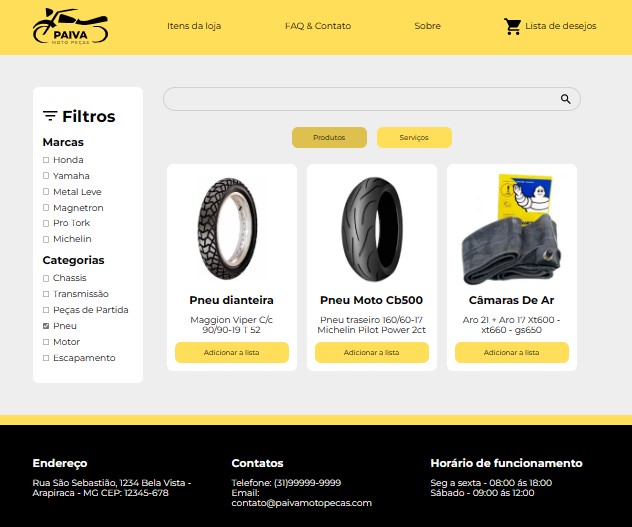 PAIVA
MOTO PEÇAS
Itens da loja
FAQ & Contato
Sobre
Lista de desejos
Filtros
Marcas
Honda
Yamaha
Metal Leve
Magnetron
Pro Tork
Michelin
Categorias
Chassis
Transmissão
Peças de Partida
Pneu
Motor
Escapamento
Produtos
Serviços
Pneu dianteira
Maggion Viper C/c
90/90-19 T 52
Adicionar a lista
Pneu Moto Cb500
Pneu traseiro 160/60-17
Michelin Pilot Power 2ct
Adicionar a lista
Câmaras De Ar
Aro 21 + Aro 17 Xt600 -
xt660 - gs650
Adicionar a lista
Endereço
Rua São Sebastião, 1234 Bela Vista -
Arapiraca - MG CEP: 12345-678
Contatos
Telefone: (31)99999-9999
Email:
contato@paivamotopecas.com
Horário de funcionamento
Seg a sexta - 08:00 ás 18:00
Sábado - 09:00 ás 12:00